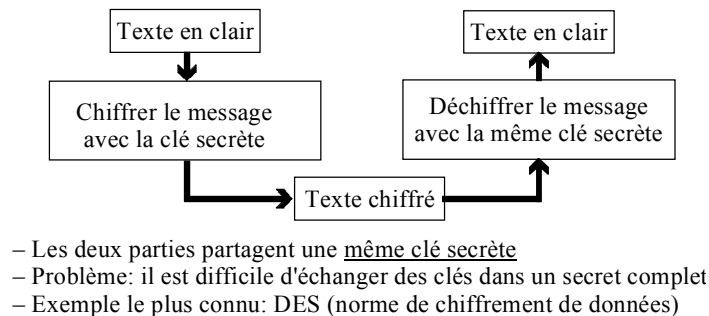 Texte en clair
Texte en clair
Chiffrer le message
avec la clé secrète
Déchiffrer le message
avec la même clé secrète
Texte chiffré
– Les deux parties partagent une même clé secrète
– Problème: il est difficile d'échanger des clés dans un secret complet
– Exemple le plus connu: DES (norme de chiffrement de données)